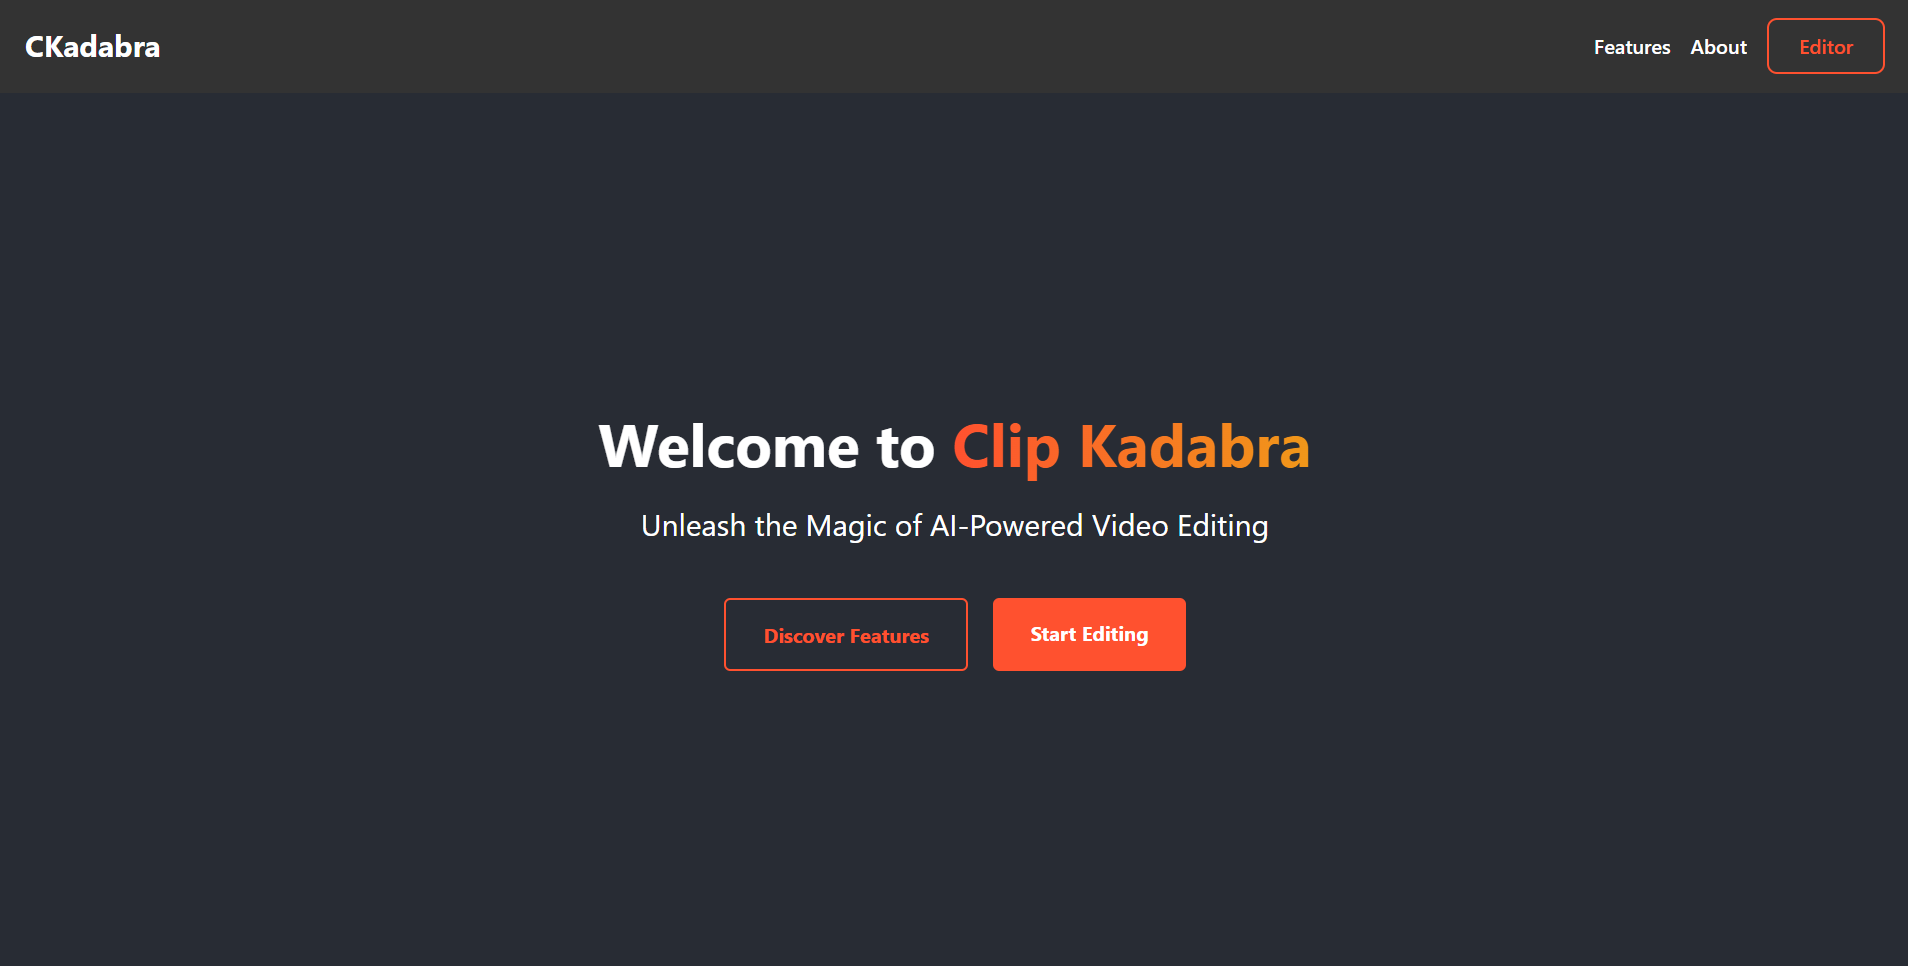 CKadabra
Features About Editor
Welcome to Clip Kadabra
Unleash the Magic of AI-Powered Video Editing
Discover Features Start Editing